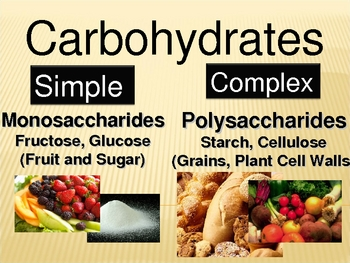 Carbohydrates
Simple
Monosaccharides
Fructose, Glucose
(Fruit and Sugar)
Complex
Polysaccharides
Starch, Cellulose
(Grains, Plant Cell Walls